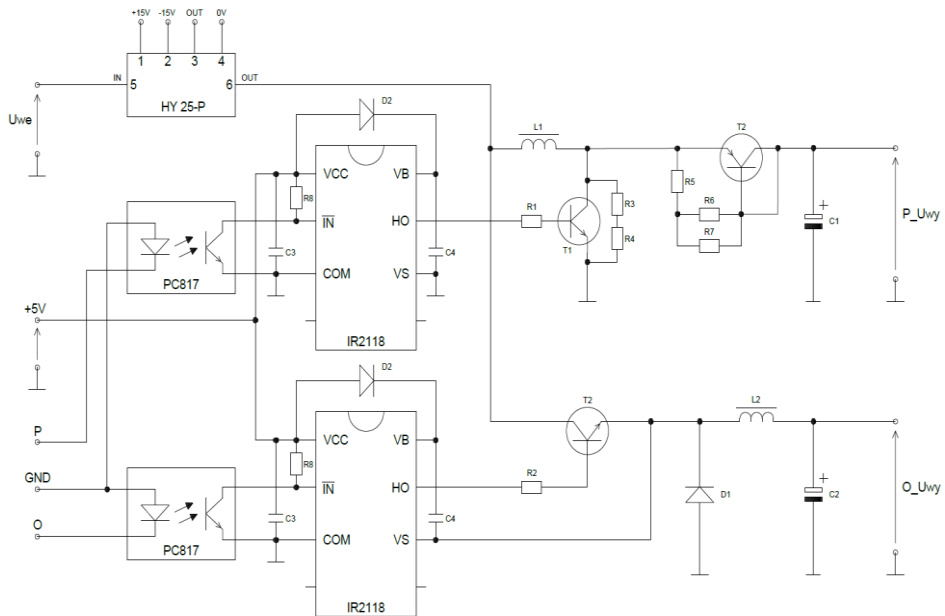 +15V -15V OUT 0V
1 2 3 4
IN 5 6 OUT
HY 25-P
Uwe
D2
VCC VB
R8
IN HO
C3 C4
COM VS
PC817
IR2118
L1
T2
R5
R6
R7
R1
R3
R4
T1
C1
+
P_Uwy
+5V
P
GND
O
D2
VCC VB
R8
IN HO
C3 C4
COM VS
PC817
IR2118
T2
R2
L2
D1
+
C2
O_Uwy